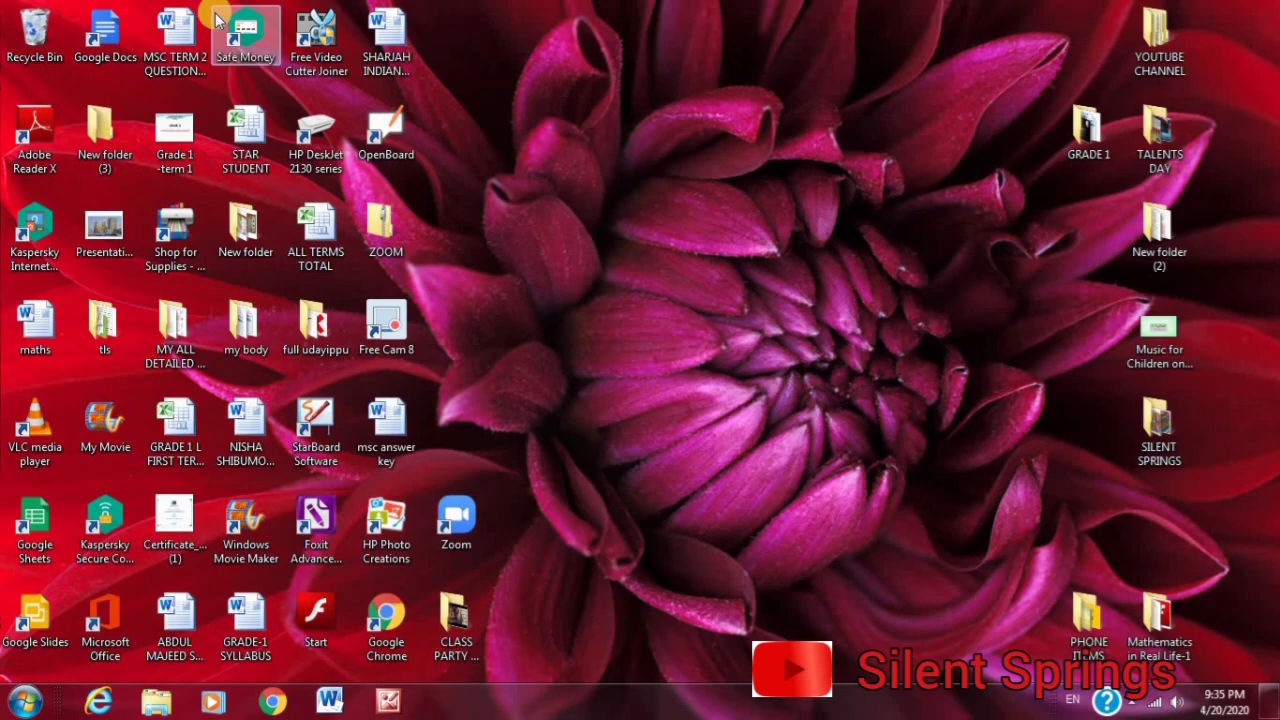 Recycle Bin
Google Docs
MSC TERM 2
QUESTION...
Safe Money
Free Video
Cutter Joiner
SHARJAH
INDIAN...
YOUTUBE
CHANNEL
Adobe
Reader X
New folder
(3)
Grade 1
-term 1
STAR
STUDENT
HP DeskJet
2130 series
OpenBoard
GRADE 1
TALENTS
DAY
Kaspersky
Internet...
Presentati...
Shop for
Supplies - ...
New folder
ALL TERMS
TOTAL
ZOOM
New folder
(2)
maths
tls
MY ALL
DETAILED ...
my body
full udayippu
Free Cam 8
Music for
Children on...
VLC media
player
My Movie
GRADE 1 L
FIRST TER...
NISHA
SHIBUMO...
StarBoard
Software
msc answer
key
SILENT
SPRINGS
Google
Sheets
Kaspersky
Secure Co...
Certificate_...
(1)
Windows
Movie Maker
Foxit
Advance...
HP Photo
Creations
Zoom
Google Slides
Microsoft
Office
ABDUL
MAJEED S...
GRADE-1
SYLLABUS
Start
Google
Chrome
CLASS
PARTY ...
PHONE
ITEMS
Mathematics
in Real Life-1
Silent Springs
EN
9:35 PM
4/20/2020